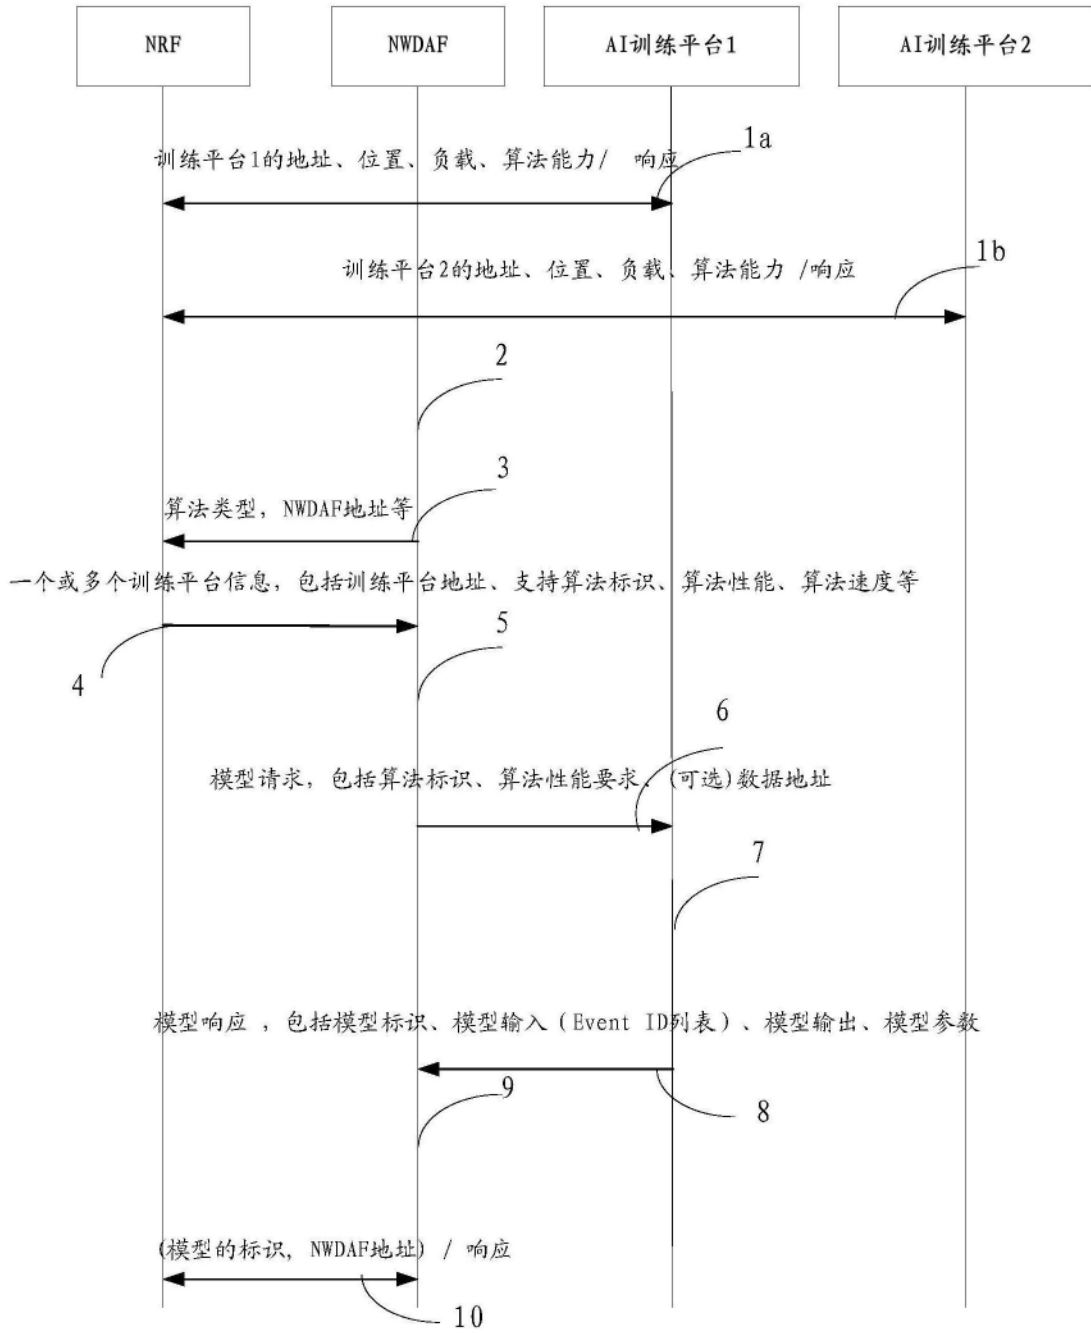 NRF
NWDAF
AI训练平台1
AI训练平台2
1a
训练平台1的地址、位置、负载、算法能力/ 响应
1b
训练平台2的地址、位置、负载、算法能力 /响应
2
3
算法类型，NWDAF地址等
一个或多个训练平台信息，包括训练平台地址、支持算法标识、算法性能、算法速度等
4
5
6
模型请求，包括算法标识、算法性能要求、(可选)数据地址
7
模型响应 ，包括模型标识、模型输入（Event ID列表）、模型输出、模型参数
8
9
(模型的标识，NWDAF地址) / 响应
10